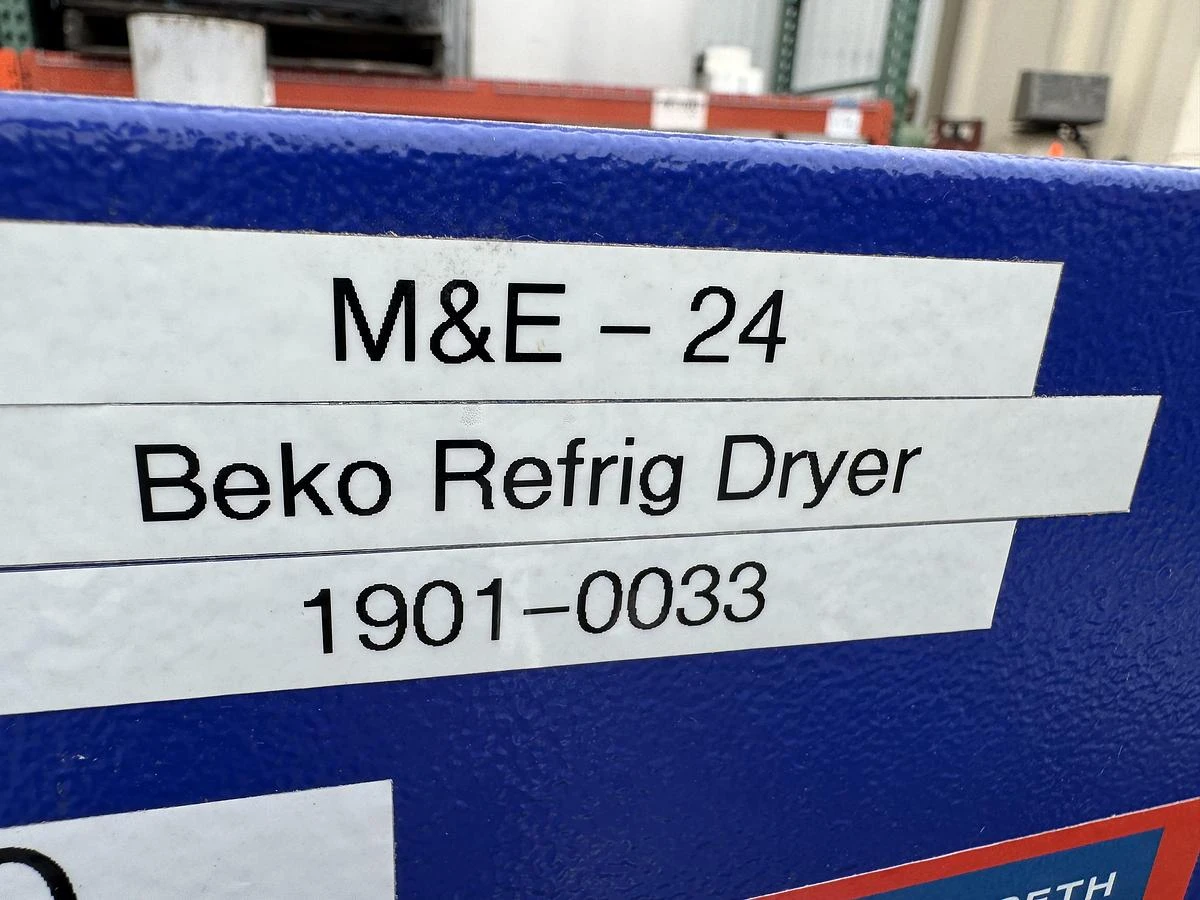 M&E – 24
Beko Refrig Dryer
1901–0033